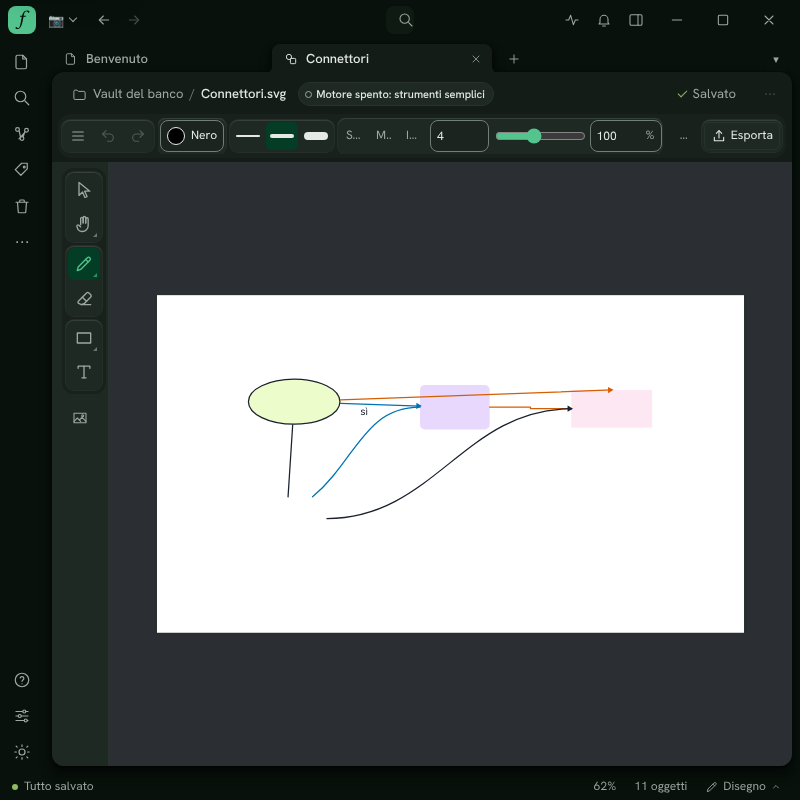 Benvenuto
Connettori
Vault del banco / Connettori.svg
Motore spento: strumenti semplici
Salvato
Nero
S...
M..
I...
4
100 %
Esporta
sì
Tutto salvato
62%
11 oggetti
Disegno